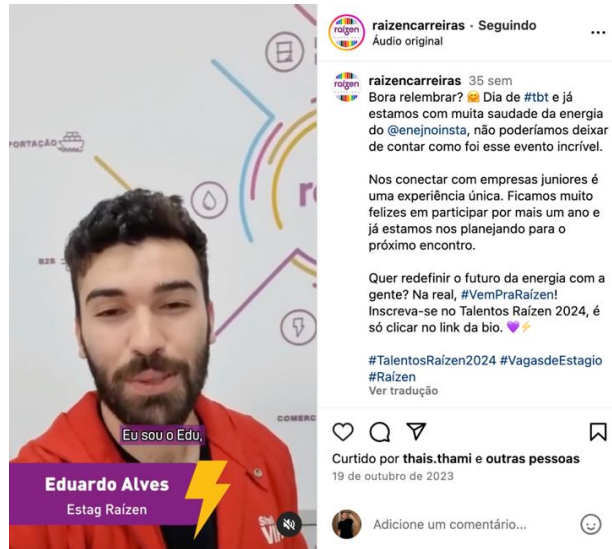 PORTAÇÃO
B2B
COMERC
Eu sou o Edu,
Eduardo Alves
Estag Raízen
raízen
raizencarreiras · Seguindo
Áudio original
raízen
raizencarreiras 35 sem
Bora relembrar? 🤗 Dia de #tbt e já
estamos com muita saudade da energia
do @enejnoinsta, não poderíamos deixar
de contar como foi esse evento incrível.
Nos conectar com empresas juniores é
uma experiência única. Ficamos muito
felizes em participar por mais um ano e
já estamos nos planejando para o
próximo encontro.
Quer redefinir o futuro da energia com a
gente? Na real, #VemPraRaízen!
Inscreva-se no Talentos Raízen 2024, é
só clicar no link da bio. 💜⚡
#TalentosRaízen2024 #VagasdeEstagio
#Raízen
Ver tradução
Curtido por thais.thami e outras pessoas
19 de outubro de 2023
Adicione um comentário...